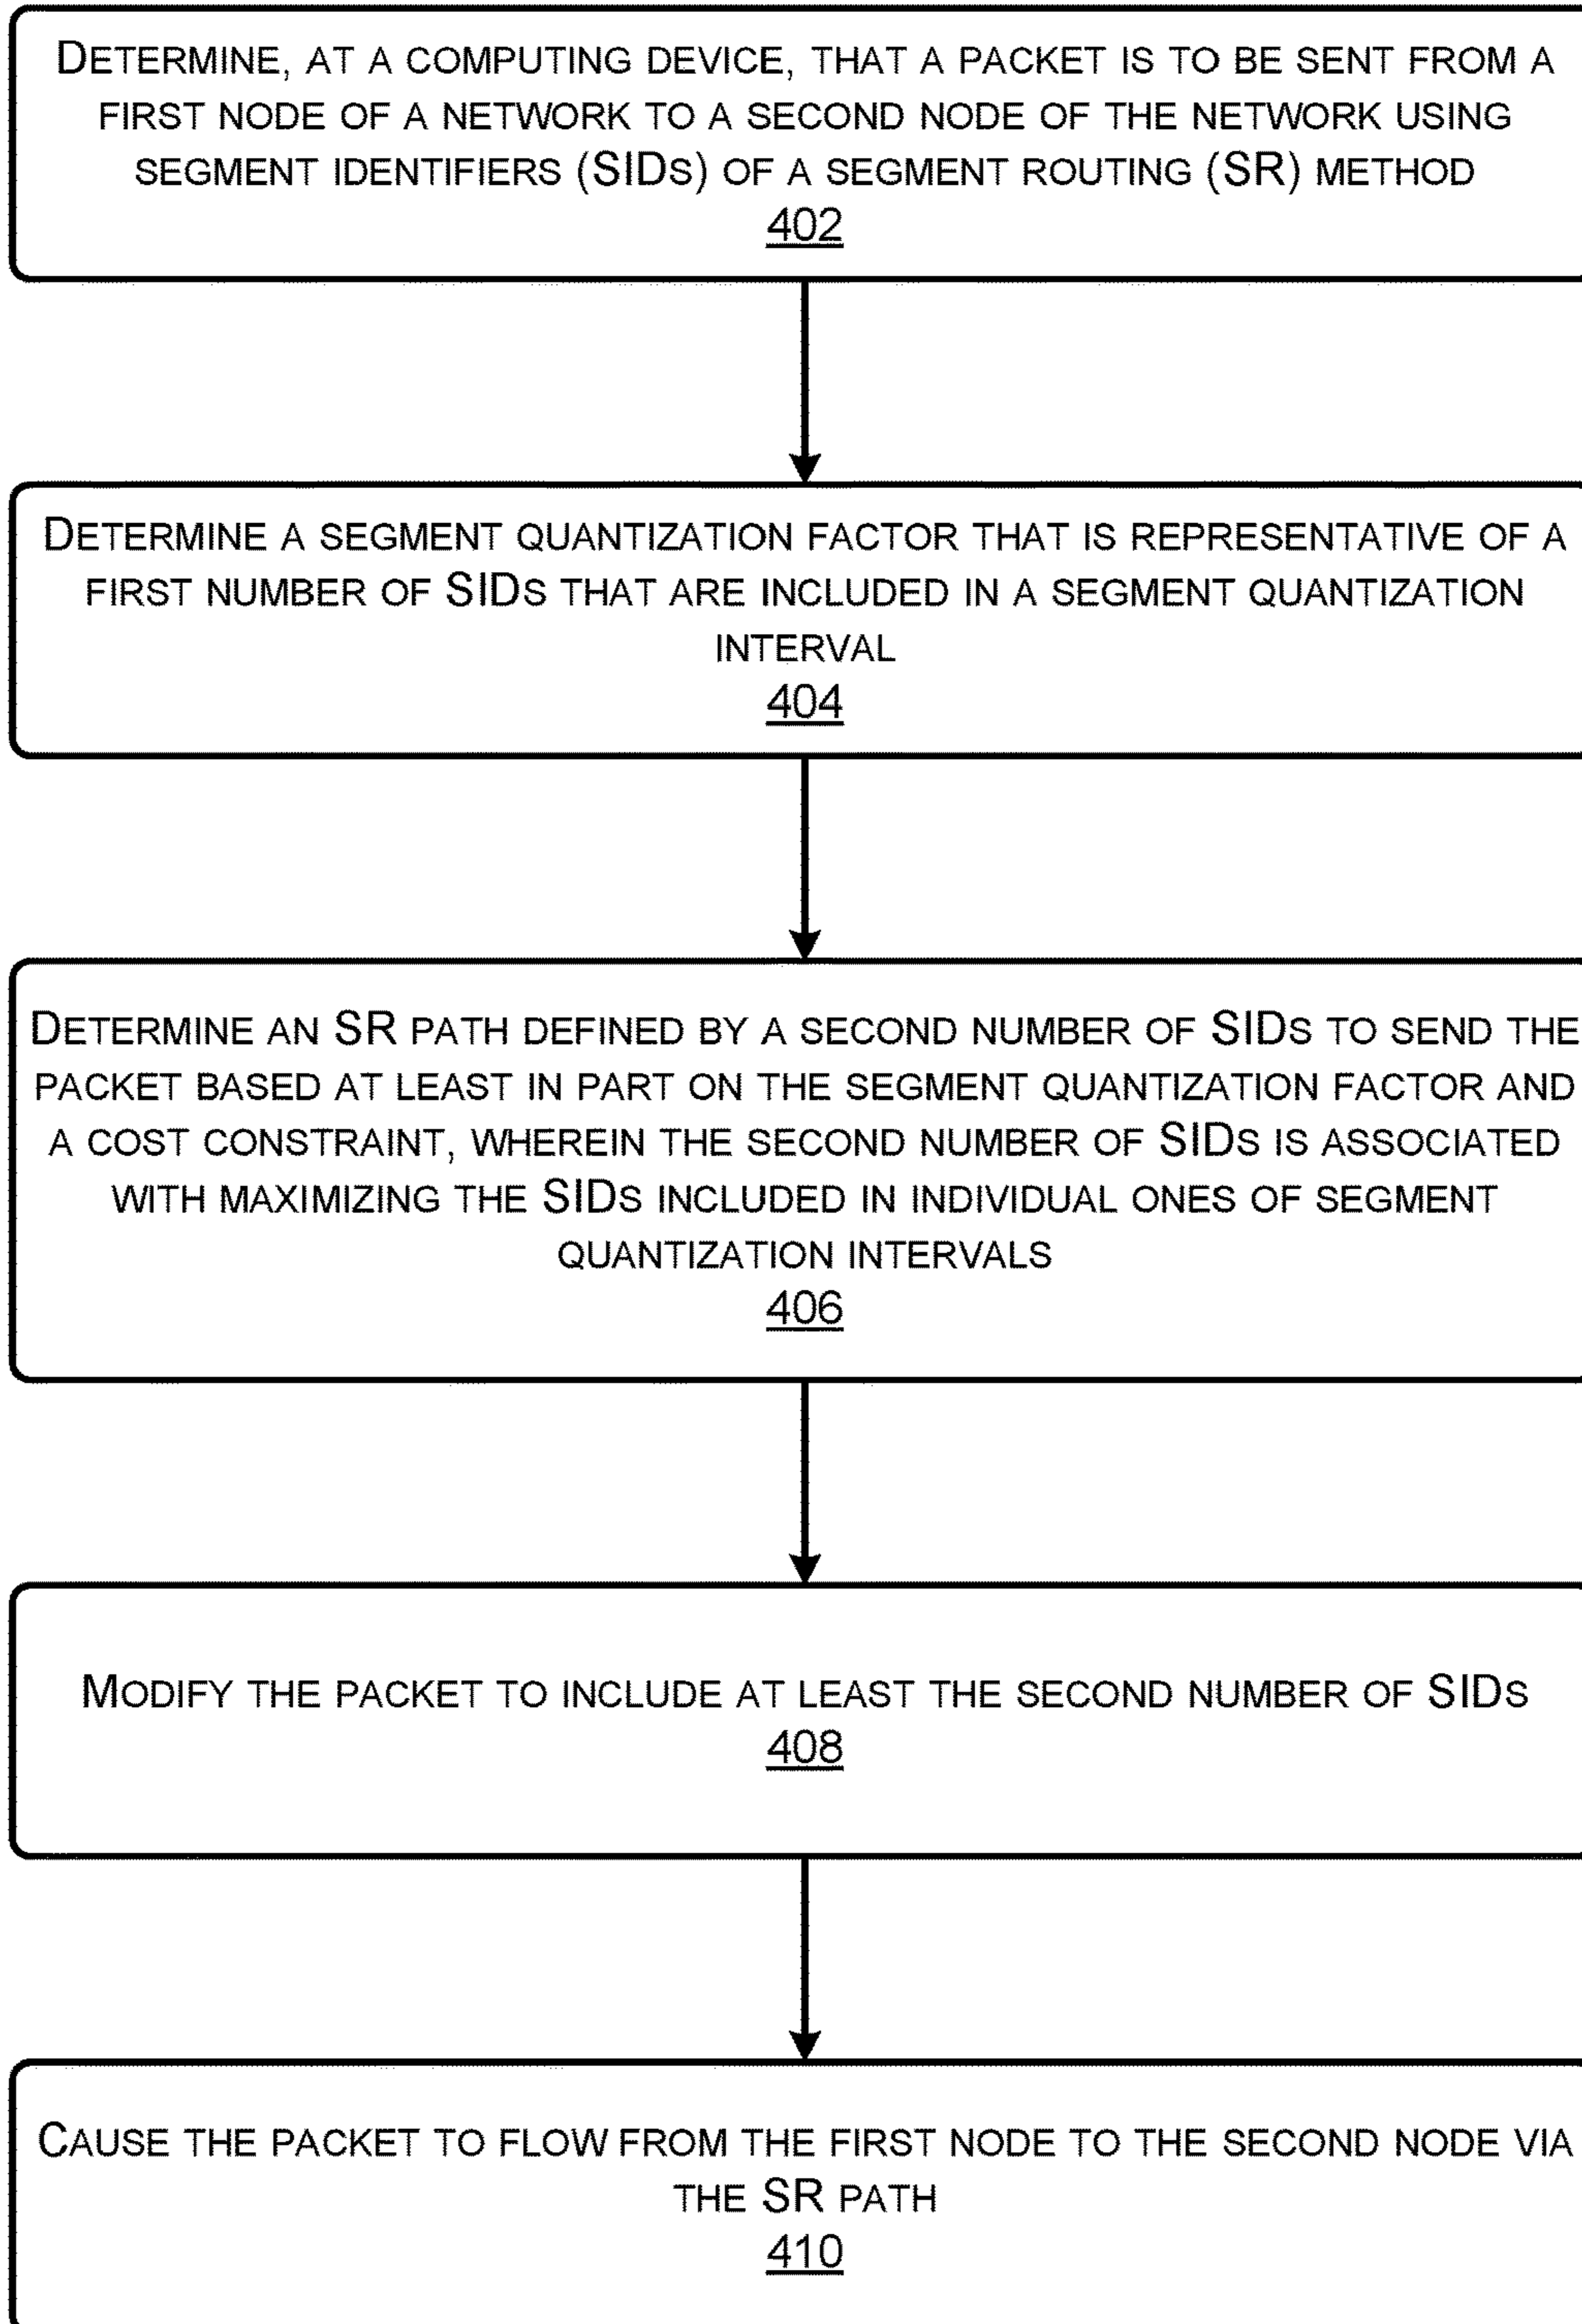 DETERMINE, AT A COMPUTING DEVICE, THAT A PACKET IS TO BE SENT FROM A
FIRST NODE OF A NETWORK TO A SECOND NODE OF THE NETWORK USING
SEGMENT IDENTIFIERS (SIDS) OF A SEGMENT ROUTING (SR) METHOD
402
DETERMINE A SEGMENT QUANTIZATION FACTOR THAT IS REPRESENTATIVE OF A
FIRST NUMBER OF SIDS THAT ARE INCLUDED IN A SEGMENT QUANTIZATION
INTERVAL
404
DETERMINE AN SR PATH DEFINED BY A SECOND NUMBER OF SIDS TO SEND THE
PACKET BASED AT LEAST IN PART ON THE SEGMENT QUANTIZATION FACTOR AND
A COST CONSTRAINT, WHEREIN THE SECOND NUMBER OF SIDS IS ASSOCIATED
WITH MAXIMIZING THE SIDS INCLUDED IN INDIVIDUAL ONES OF SEGMENT
QUANTIZATION INTERVALS
406
MODIFY THE PACKET TO INCLUDE AT LEAST THE SECOND NUMBER OF SIDS
408
CAUSE THE PACKET TO FLOW FROM THE FIRST NODE TO THE SECOND NODE VIA
THE SR PATH
410